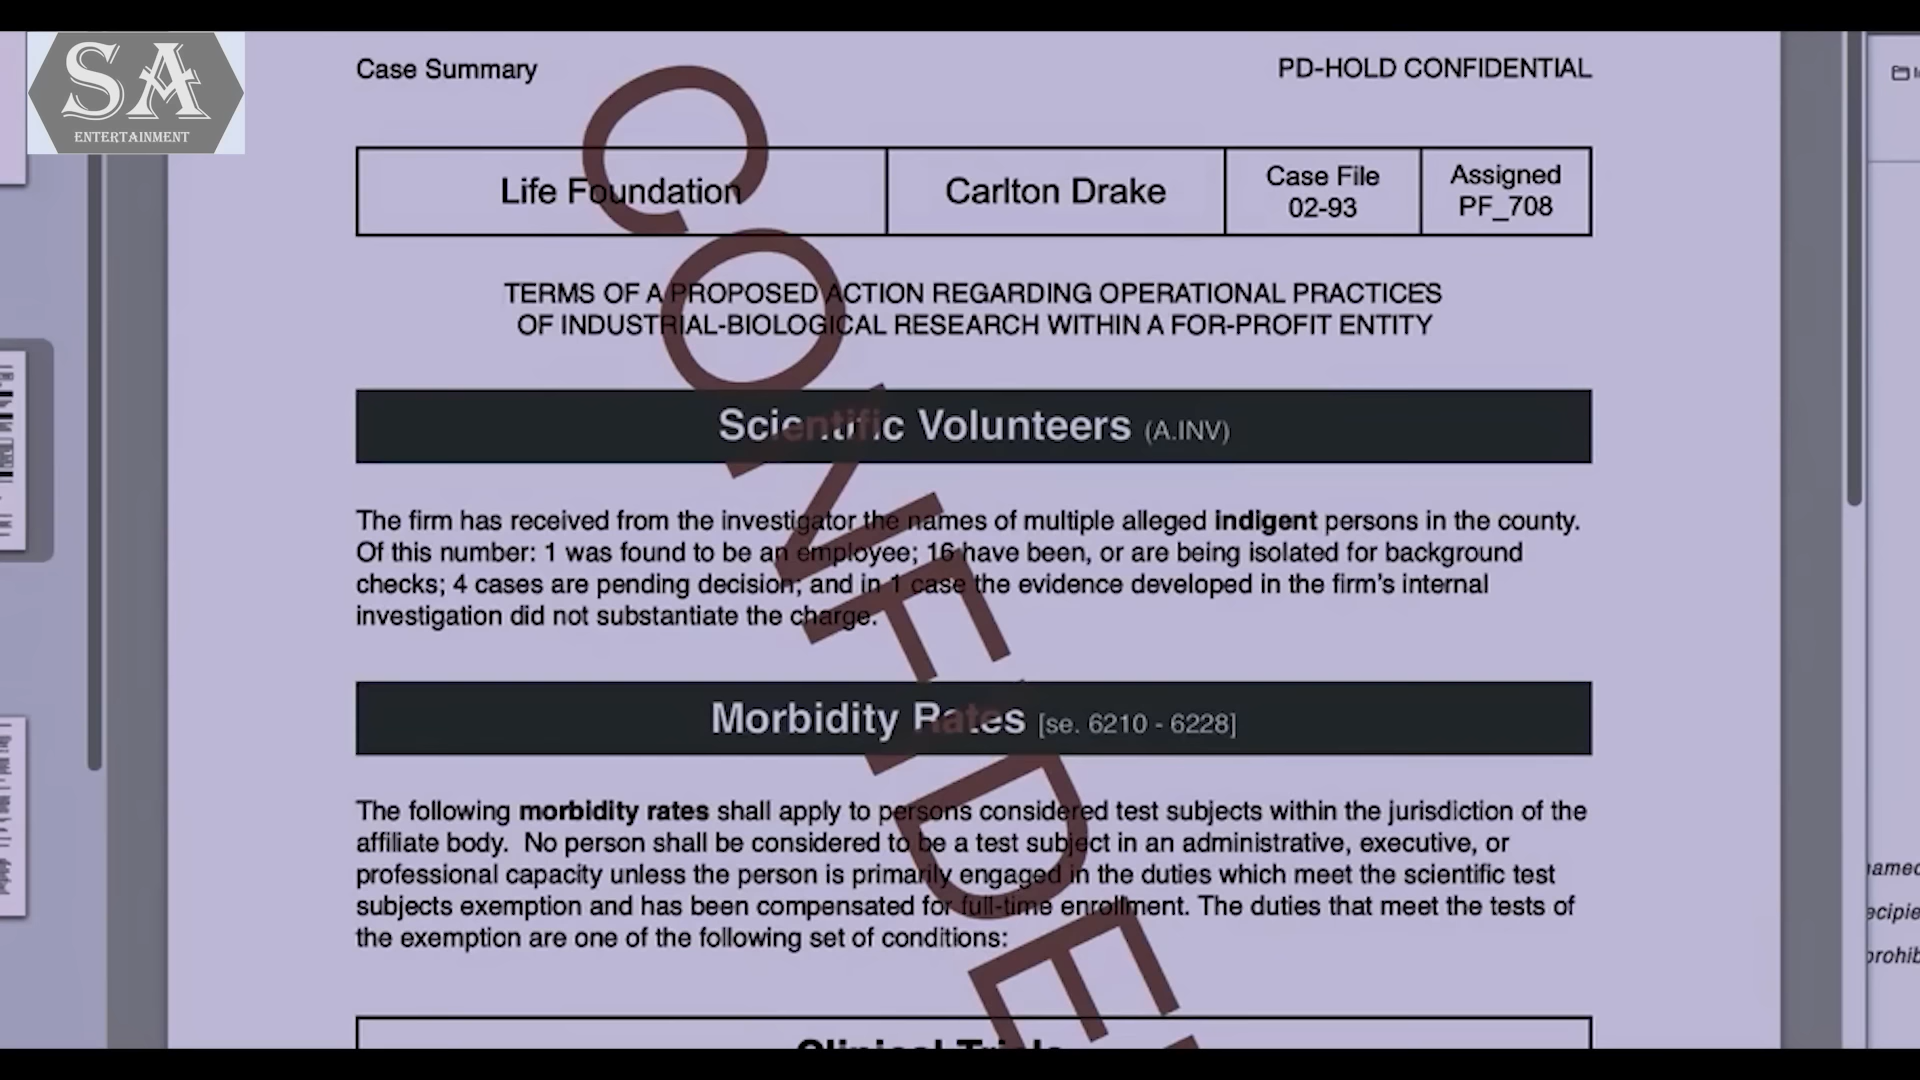 SA
ENTERTAINMENT
Case Summary
PD-HOLD CONFIDENTIAL
Life Foundation
Carlton Drake
Case File
02-93
Assigned
PF_708
TERMS OF A PROPOSED ACTION REGARDING OPERATIONAL PRACTICES
OF INDUSTRIAL-BIOLOGICAL RESEARCH WITHIN A FOR-PROFIT ENTITY
Scientific Volunteers (A.INV)
The firm has received from the investigator the names of multiple alleged indigent persons in the county.
Of this number: 1 was found to be an employee; 16 have been, or are being isolated for background
checks; 4 cases are pending decision; and in 1 case the evidence developed in the firm's internal
investigation did not substantiate the charge.
Morbidity Rates [se. 6210 - 6228]
The following morbidity rates shall apply to persons considered test subjects within the jurisdiction of the
affiliate body. No person shall be considered to be a test subject in an administrative, executive, or
professional capacity unless the person is primarily engaged in the duties which meet the scientific test
subjects exemption and has been compensated for full-time enrollment. The duties that meet the tests of
the exemption are one of the following set of conditions:
Clinical Trials
CONFIDE